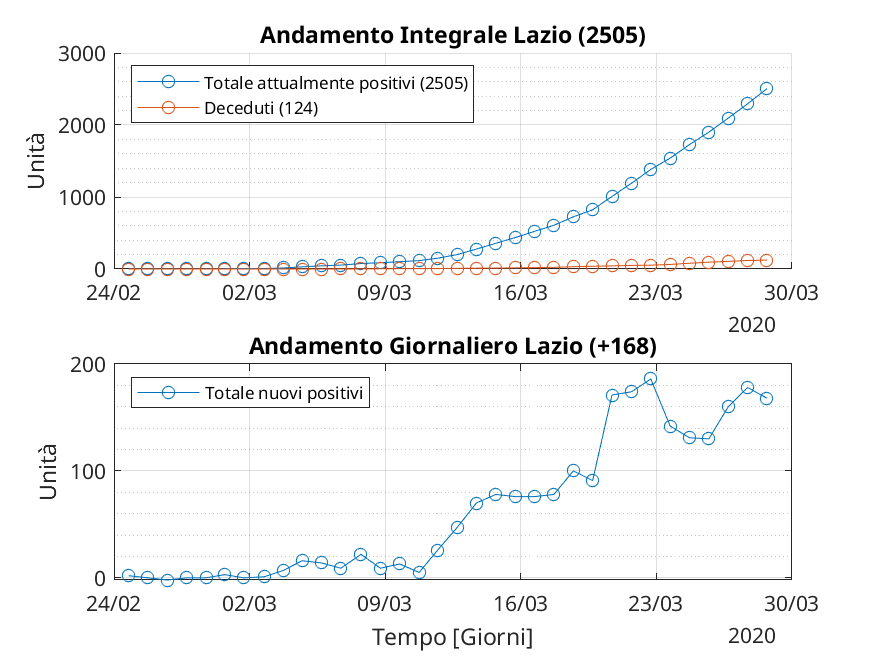 Andamento Integrale Lazio (2505)
3000
2000
1000
0
Unità
Totale attualmente positivi (2505)
Deceduti (124)
24/02 02/03 09/03 16/03 23/03 30/03
2020
Andamento Giornaliero Lazio (+168)
200
100
0
Unità
Totale nuovi positivi
24/02 02/03 09/03 16/03 23/03 30/03
Tempo [Giorni] 2020